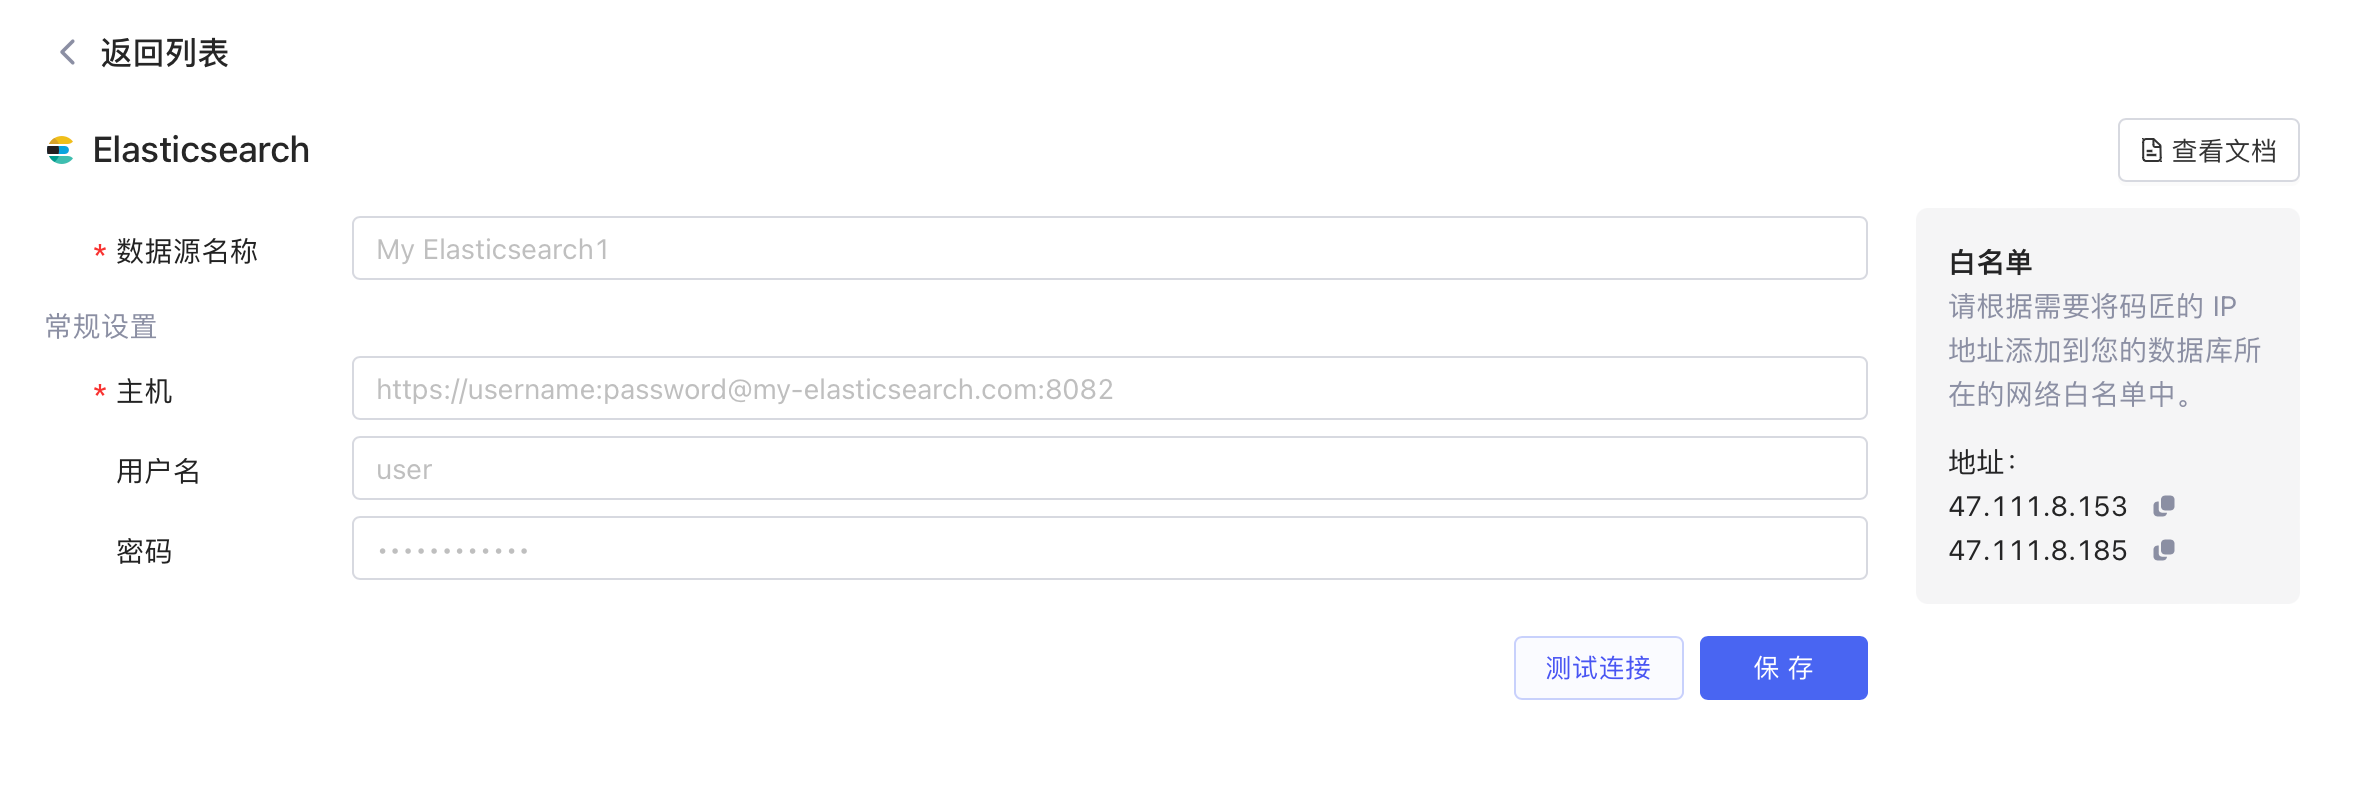 返回列表
Elasticsearch
查看文档
* 数据源名称
My Elasticsearch1
常规设置
* 主机
https://username:password@my-elasticsearch.com:8082
用户名
user
密码
••••••••••••
测试连接
保存
白名单
请根据需要将码匠的 IP
地址添加到您的数据库所
在的网络白名单中。
地址：
47.111.8.153
47.111.8.185